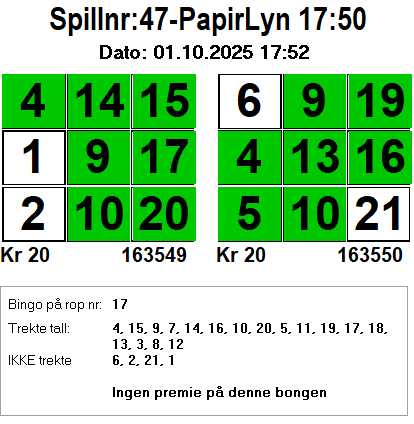 Spillnr:47-PapirLyn 17:50
Dato: 01.10.2025 17:52
4 14 15 6 9 19
1 9 17 4 13 16
2 10 20 5 10 21
Kr 20 163549 Kr 20 163550
Bingo på rop nr: 17
Trekte tall: 4, 15, 9, 7, 14, 16, 10, 20, 5, 11, 19, 17, 18,
13, 3, 8, 12
IKKE trekte 6, 2, 21, 1
Ingen premie på denne bongen